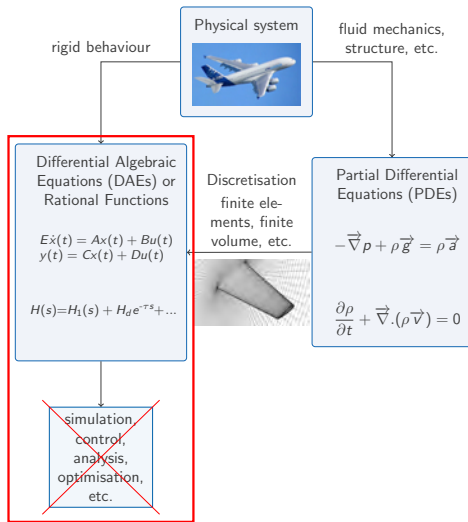 Physical system
rigid behaviour
fluid mechanics,
structure, etc.
Differential Algebraic
Equations (DAEs) or
Rational Functions
Eẋ(t) = Ax(t) + Bu(t)
y(t) = Cx(t) + Du(t)
H(s)=H₁(s) + H_d e^{-τs}+...
Discretisation
finite ele-
ments, finite
volume, etc.
Partial Differential
Equations (PDEs)
−∇⃗p + ρg⃗ = ρa⃗
∂ρ/∂t + ∇⃗.(ρv⃗) = 0
simulation,
control,
analysis,
optimisation,
etc.